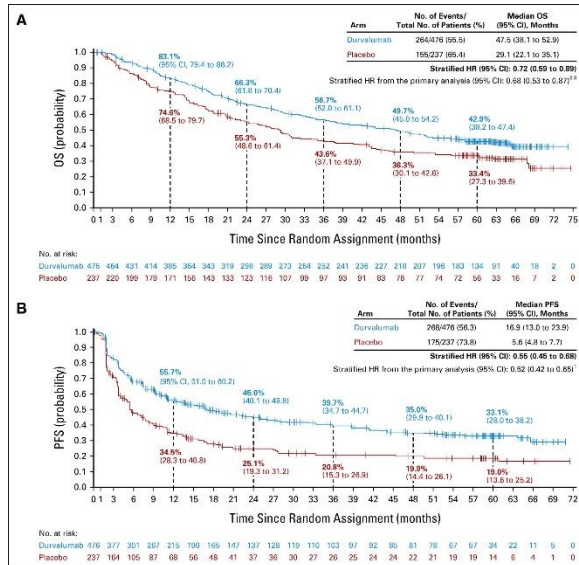 A
Arm
No. of Events/
Total No. of Patients (%)
Median OS
(95% CI), Months
Durvalumab 264/476 (55.5) 47.5 (38.1 to 52.9)
Placebo 155/237 (65.4) 29.1 (22.1 to 35.1)
Stratified HR (95% CI): 0.72 (0.59 to 0.89)
Stratified HR from the primary analysis (95% CI): 0.68 (0.53 to 0.87)
OS (probability)
1.0
0.9
0.8
0.7
0.6
0.5
0.4
0.3
0.2
0.1
83.1%
(95% CI, 79.4 to 86.2)
66.3%
(61.8 to 70.4)
56.7%
(52.0 to 61.1)
49.7%
(45.0 to 54.2)
42.9%
(38.2 to 47.4)
74.6%
(68.5 to 79.7)
55.3%
(48.6 to 61.4)
43.6%
(37.1 to 49.9)
36.3%
(30.1 to 42.6)
33.4%
(27.3 to 39.6)
0 1 3 6 9 12 15 18 21 24 27 30 33 36 39 42 45 48 51 54 57 60 63 66 69 72 75
Time Since Random Assignment (months)
No. at risk:
Durvalumab 476 464 431 414 385 364 343 319 298 289 273 264 252 241 236 227 218 207 196 183 134 91 40 18 2 0
Placebo 237 220 199 179 171 156 143 133 123 116 107 99 97 93 91 83 78 77 74 72 56 33 16 7 2 0
B
Arm
No. of Events/
Total No. of Patients (%)
Median PFS
(95% CI), Months
Durvalumab 268/476 (56.3) 16.9 (13.0 to 23.9)
Placebo 175/237 (73.8) 5.6 (4.8 to 7.7)
Stratified HR (95% CI): 0.55 (0.45 to 0.68)
Stratified HR from the primary analysis (95% CI): 0.52 (0.42 to 0.65)
PFS (probability)
1.0
0.9
0.8
0.7
0.6
0.5
0.4
0.3
0.2
0.1
55.7%
(95% CI, 51.0 to 60.2)
45.0%
(40.1 to 49.8)
39.7%
(34.7 to 44.7)
35.0%
(29.9 to 40.1)
33.1%
(28.0 to 38.2)
34.5%
(28.3 to 40.8)
25.1%
(19.3 to 31.2)
20.8%
(15.3 to 26.9)
19.9%
(14.4 to 26.1)
19.0%
(13.6 to 25.2)
0 1 3 6 9 12 15 18 21 24 27 30 33 36 39 42 45 48 51 54 57 60 63 66 69 72
Time Since Random Assignment (months)
No. at risk:
Durvalumab 476 377 301 267 215 190 165 147 137 128 119 110 103 97 92 85 81 78 67 57 34 22 11 5 0
Placebo 237 164 105 87 68 56 48 41 37 36 30 27 26 25 24 24 22 21 19 19 14 6 4 1 0